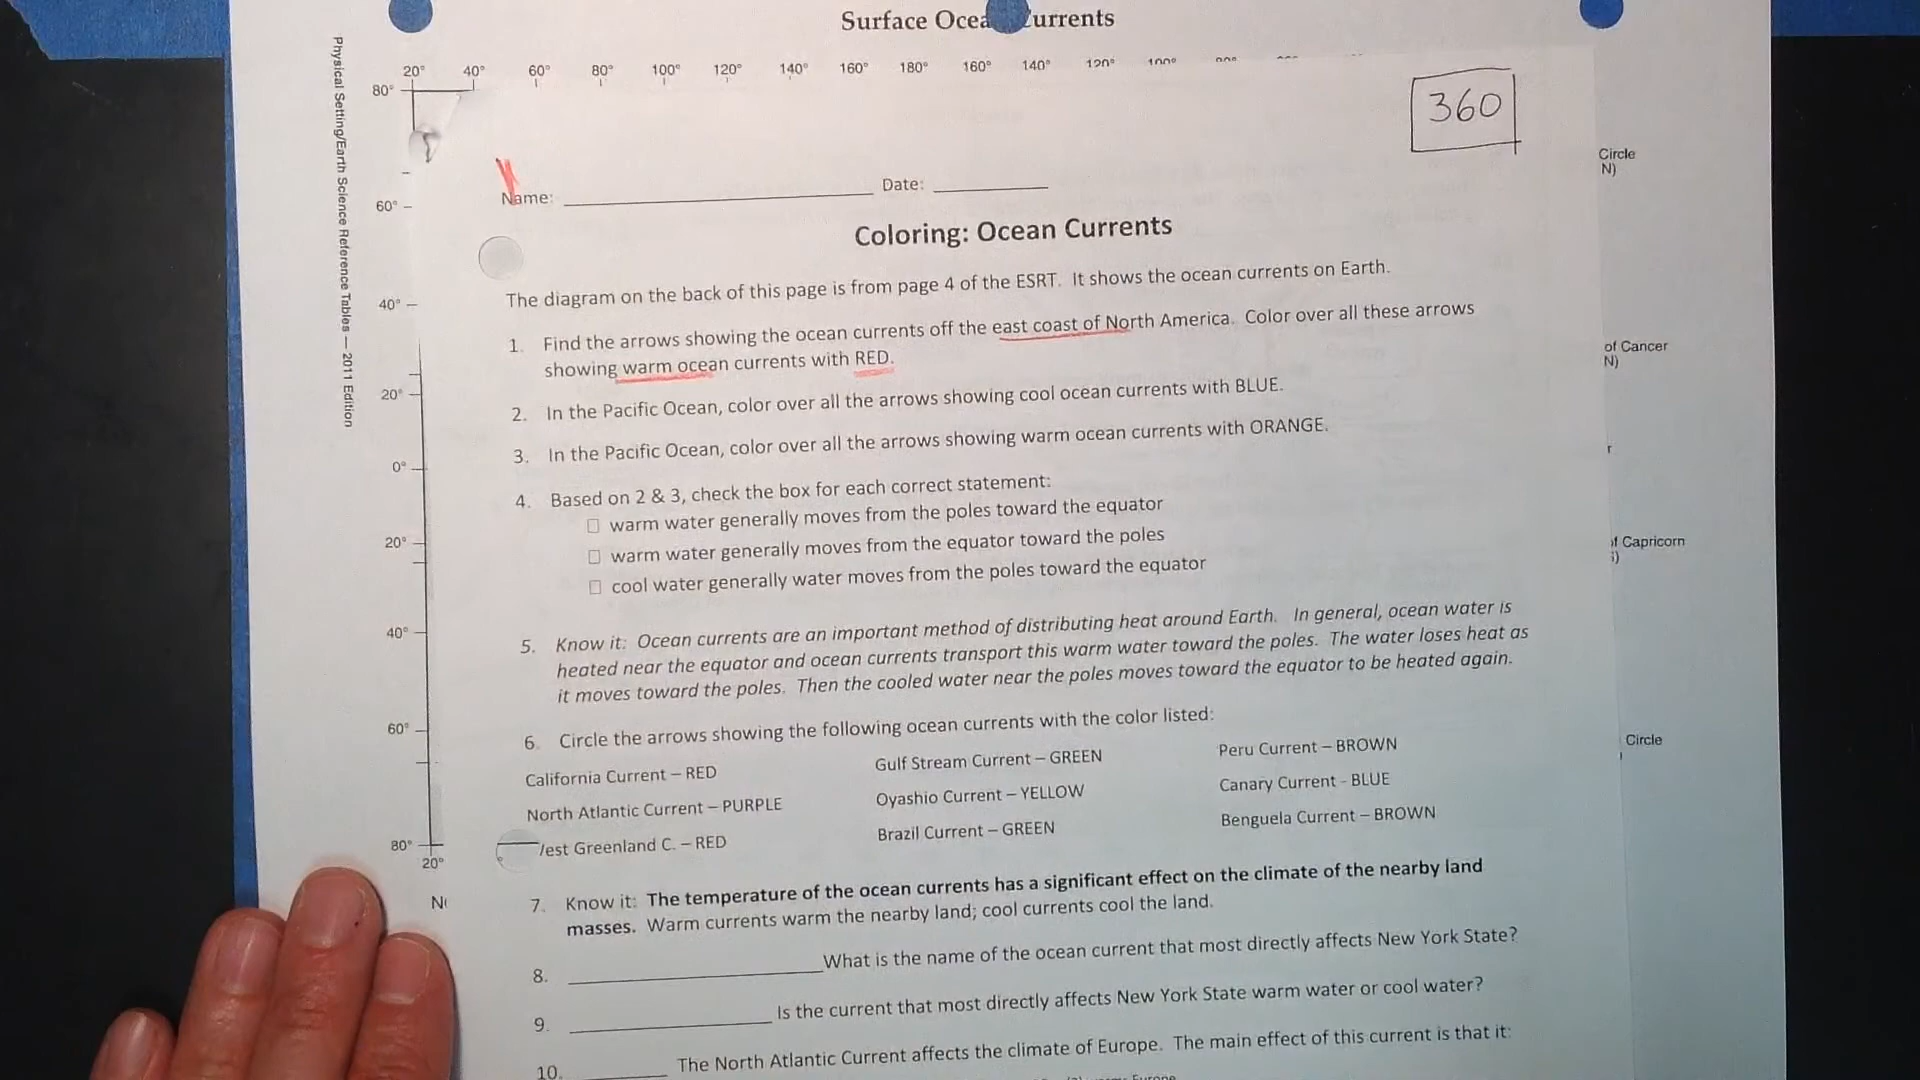 Surface Ocea urrents
20° 40° 60° 80° 100° 120° 140° 160° 180° 160° 140° 120° 100°
360
80°
60°
40°
20°
0°
20°
40°
60°
80°
20°
Physical Setting/Earth Science Reference Tables — 2011 Edition
Circle
N)
of Cancer
N)
r
of Capricorn
Circle
Name: Date:
Coloring: Ocean Currents
The diagram on the back of this page is from page 4 of the ESRT. It shows the ocean currents on Earth.
1. Find the arrows showing the ocean currents off the east coast of North America. Color over all these arrows
showing warm ocean currents with RED.
2. In the Pacific Ocean, color over all the arrows showing cool ocean currents with BLUE.
3. In the Pacific Ocean, color over all the arrows showing warm ocean currents with ORANGE.
4. Based on 2 & 3, check the box for each correct statement:
☐ warm water generally moves from the poles toward the equator
☐ warm water generally moves from the equator toward the poles
☐ cool water generally water moves from the poles toward the equator
5. Know it: Ocean currents are an important method of distributing heat around Earth. In general, ocean water is
heated near the equator and ocean currents transport this warm water toward the poles. The water loses heat as
it moves toward the poles. Then the cooled water near the poles moves toward the equator to be heated again.
6. Circle the arrows showing the following ocean currents with the color listed:
California Current – RED Gulf Stream Current – GREEN Peru Current – BROWN
North Atlantic Current – PURPLE Oyashio Current – YELLOW Canary Current - BLUE
est Greenland C. – RED Brazil Current – GREEN Benguela Current – BROWN
7. Know it: The temperature of the ocean currents has a significant effect on the climate of the nearby land
masses. Warm currents warm the nearby land; cool currents cool the land.
8. What is the name of the ocean current that most directly affects New York State?
9. Is the current that most directly affects New York State warm water or cool water?
10. The North Atlantic Current affects the climate of Europe. The main effect of this current is that it: